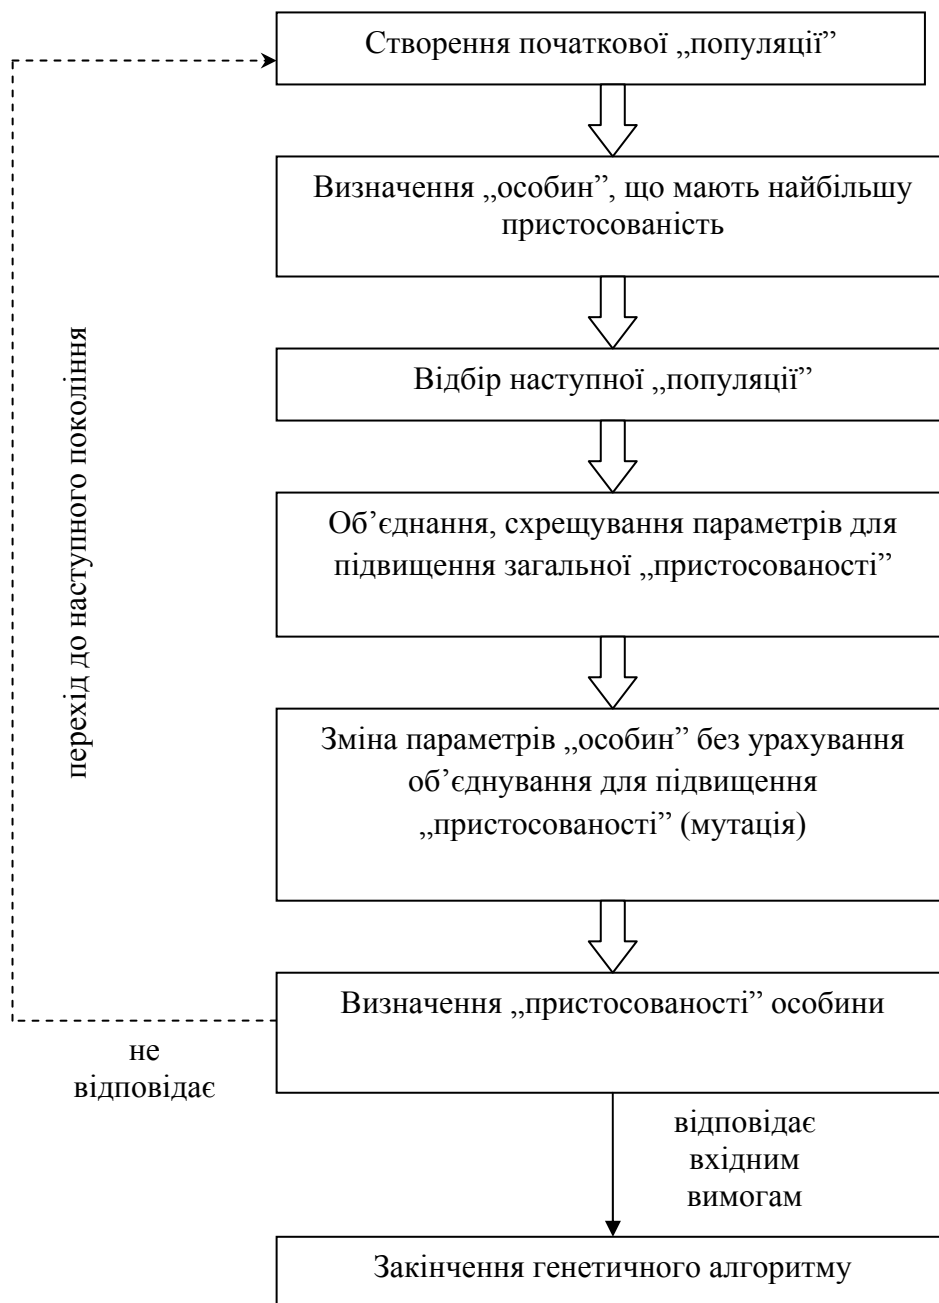 Створення початкової „популяції”
Визначення „особин”, що мають найбільшу
пристосованість
Відбір наступної „популяції”
Об’єднання, схрещування параметрів для
підвищення загальної „пристосованості”
Зміна параметрів „особин” без урахування
об’єднування для підвищення
„пристосованості” (мутація)
Визначення „пристосованості” особини
перехід до наступного покоління
не
відповідає
відповідає
вхідним
вимогам
Закінчення генетичного алгоритму